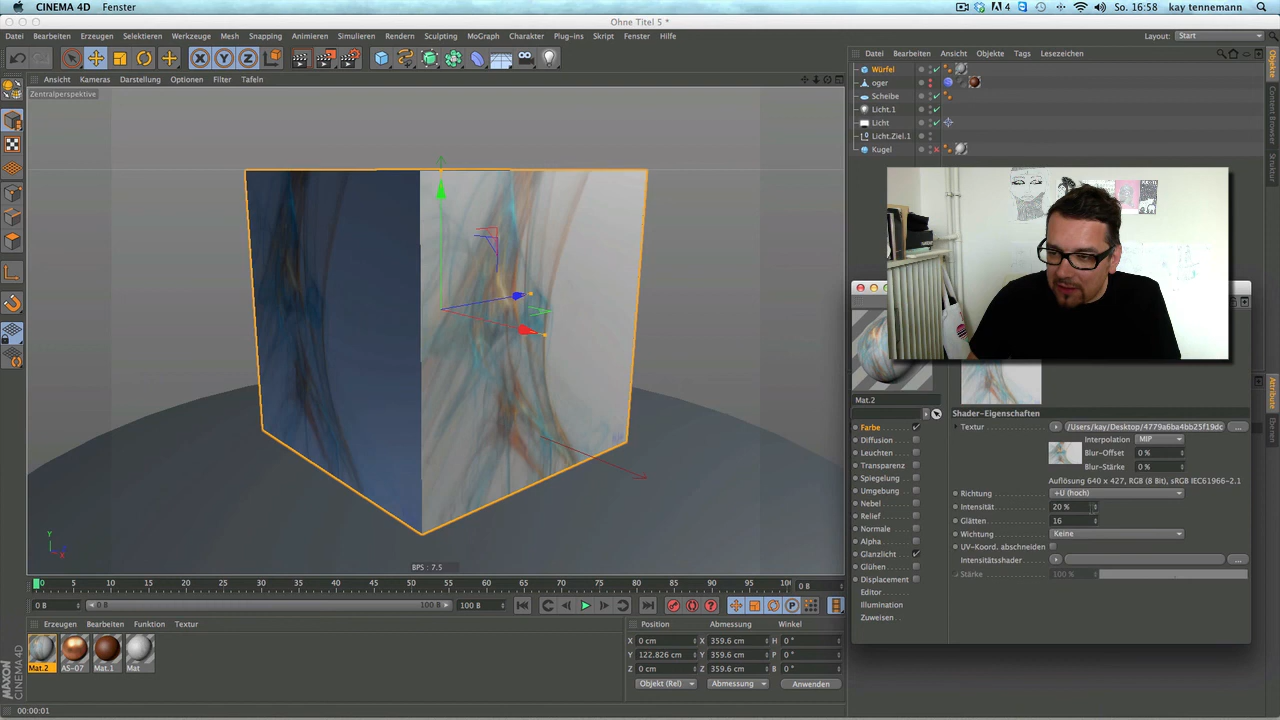 CINEMA 4D Fenster
4 So. 16:58 kay tennemann
Ohne Titel 5 *
Datei Bearbeiten Erzeugen Selektieren Werkzeuge Mesh Snapping Animieren Simulieren Rendern Sculpting MoGraph Charakter Plug-ins Skript Fenster Hilfe
Layout: Start
Ansicht Kameras Darstellung Optionen Filter Tafeln
Zentralperspektive
Datei Bearbeiten Ansicht Objekte Tags Lesezeichen
Würfel
oger
Scheibe
Licht.1
Licht
Licht.Ziel.1
Kugel
Objekte
Content Browser
Struktur
Attribute
Ebenen
Mat.2
Farbe
Diffusion
Leuchten
Transparenz
Spiegelung
Umgebung
Nebel
Relief
Normale
Alpha
Glanzlicht
Glühen
Displacement
Editor
Illumination
Zuweisen
Shader-Eigenschaften
Textur /Users/kay/Desktop/4779a6ba4bb25f19dc ...
Interpolation MIP
Blur-Offset 0 %
Blur-Stärke 0 %
Auflösung 640 x 427, RGB (8 Bit), sRGB IEC61966-2.1
Richtung +U (hoch)
Intensität 20 %
Glätten 16
Wichtung Keine
UV-Koord. abschneiden
Intensitätsshader ...
Stärke 100 %
Y
X
BPS : 7.5
0 5 10 15 20 25 30 35 40 45 50 55 60 65 70 75 80 85 90 95 100 0 B
0 B 0 B 100 B 100 B
Erzeugen Bearbeiten Funktion Textur
Mat.2 AS-07 Mat.1 Mat
Position Abmessung Winkel
X 0 cm X 359.6 cm H 0 °
Y 122.826 cm Y 359.6 cm P 0 °
Z 0 cm Z 359.6 cm B 0 °
Objekt (Rel) Abmessung Anwenden
MAXON CINEMA 4D
00:00:01